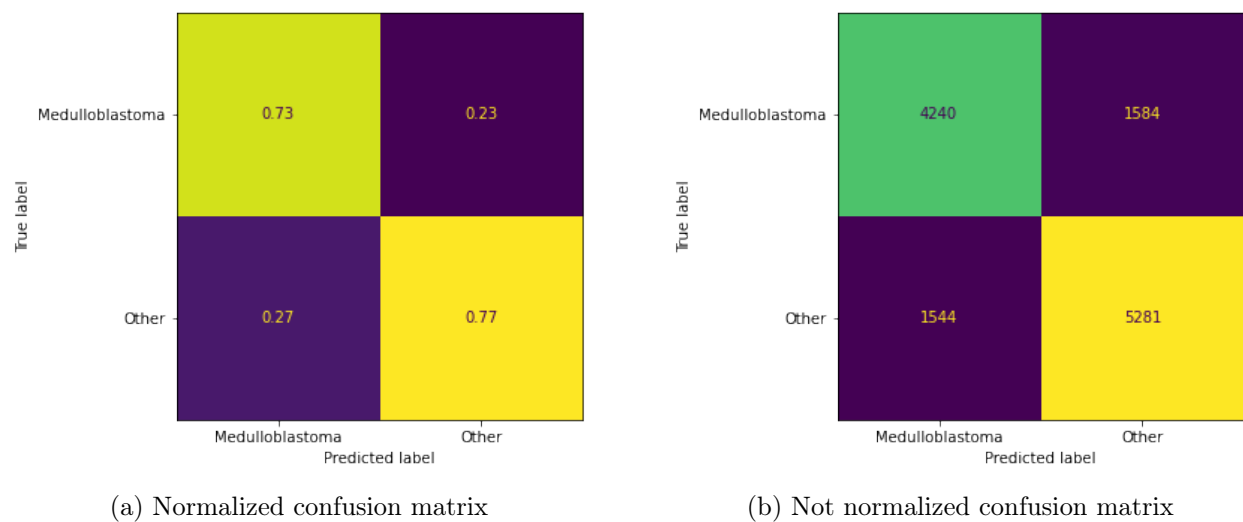 Medulloblastoma
0.73
0.23
True label
Other
0.27
0.77
Medulloblastoma
Other
Predicted label
(a) Normalized confusion matrix
Medulloblastoma
4240
1584
True label
Other
1544
5281
Medulloblastoma
Other
Predicted label
(b) Not normalized confusion matrix